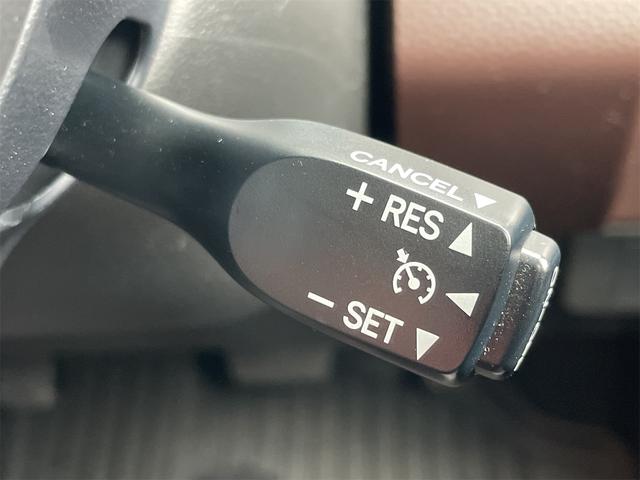 CANCEL ▼
+ RES ▲
◀
− SET ▼